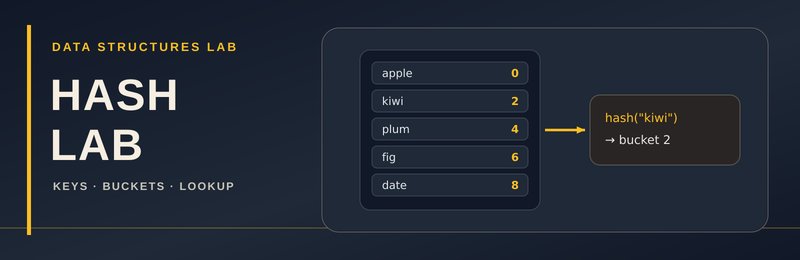 DATA STRUCTURES LAB
HASH
LAB
KEYS · BUCKETS · LOOKUP
apple 0
kiwi 2
plum 4
fig 6
date 8
hash("kiwi")
→ bucket 2